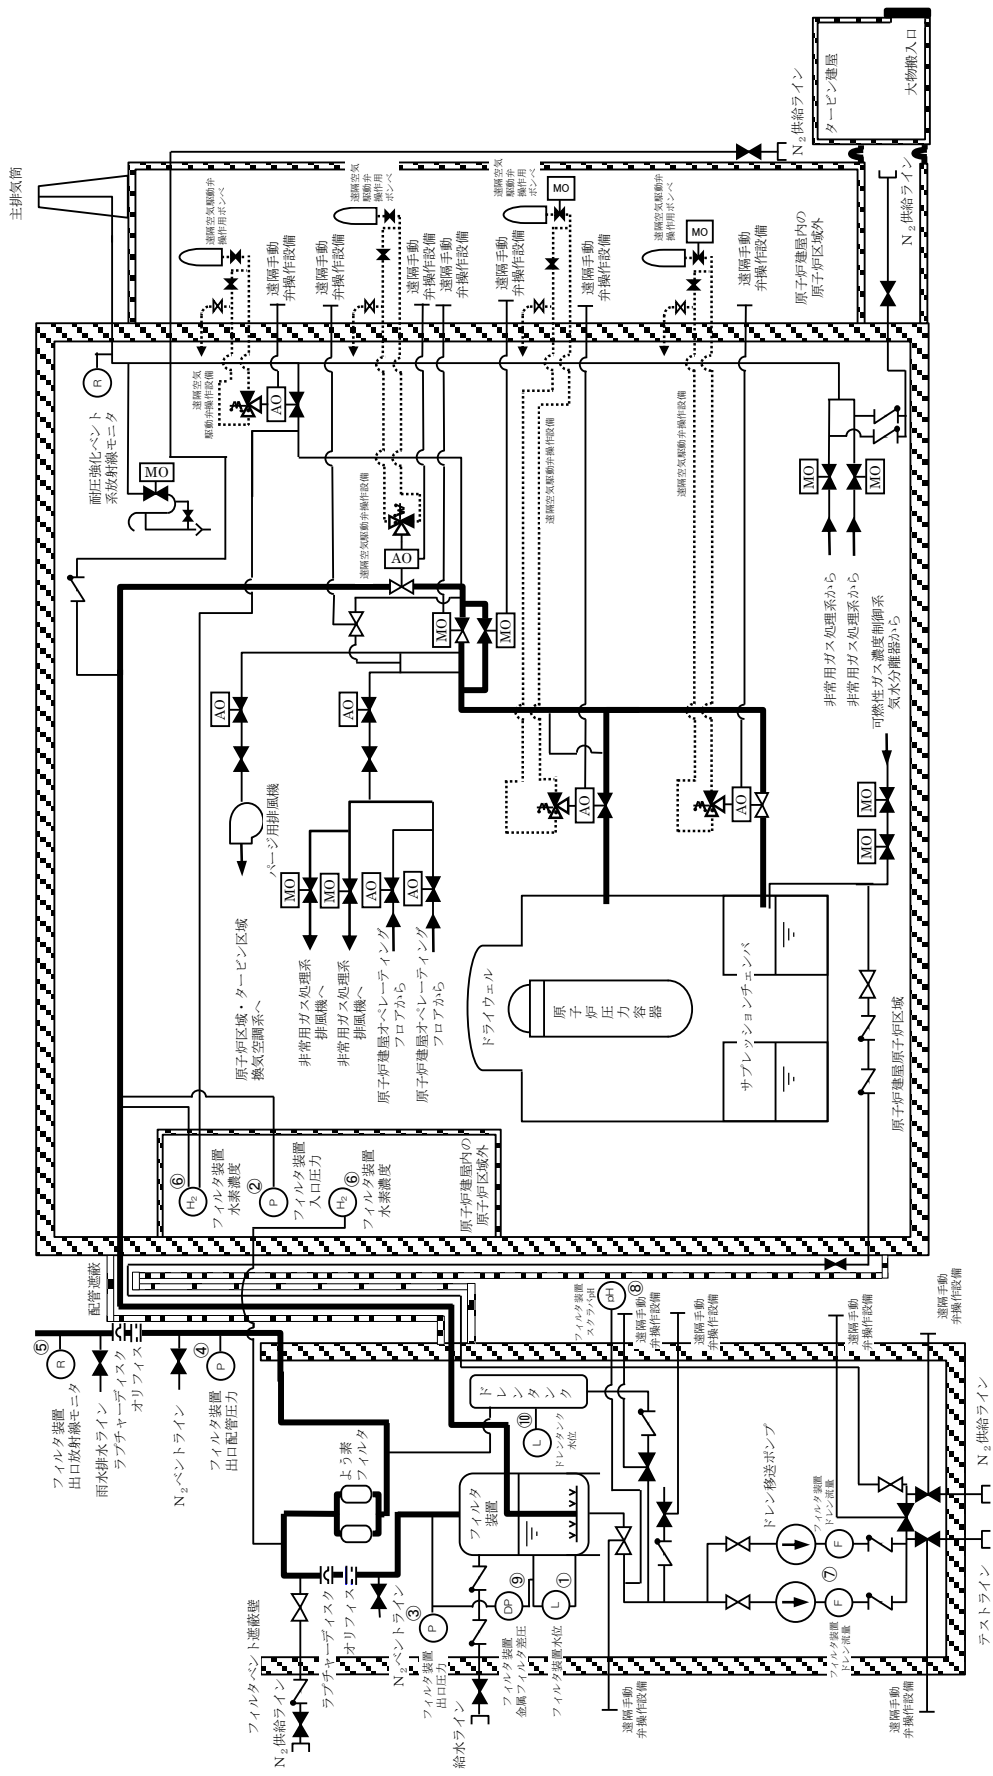 主排気筒
タービン建屋
大物搬入口
N₂供給ライン
N₂供給ライン
遠隔空気駆動弁
操作用ボンベ
遠隔空気
駆動弁
操作用
ボンベ
遠隔空気
駆動弁
操作用
ボンベ
MO
遠隔空気駆動弁
操作用ボンベ
MO
遠隔手動
弁操作設備
遠隔手動
弁操作設備
遠隔手動
弁操作設備
遠隔手動
弁操作設備
遠隔手動
弁操作設備
遠隔手動
弁操作設備
遠隔手動
弁操作設備
原子炉建屋内の
原子炉区域外
R
耐圧強化ベント
系放射線モニタ
MO
遠隔空気
駆動弁操作設備
AO
遠隔空気駆動弁操作設備
AO
遠隔空気駆動弁操作設備
遠隔空気駆動弁操作設備
MO
MO
非常用ガス処理系から
非常用ガス処理系から
可燃性ガス濃度制御系
気水分離器から
MO
MO
MO
MO
AO
AO
パージ用排風機
AO
AO
MO
MO
AO
AO
原子炉区域・タービン区域
換気空調系へ
非常用ガス処理系
排風機へ
非常用ガス処理系
排風機へ
原子炉建屋オペレーティング
フロアから
原子炉建屋オペレーティング
フロアから
ドライウェル
原子炉圧力容器
サプレッションチェンバ
原子炉建屋原子炉区域
⑥
H₂
フィルタ装置
水素濃度
②
P
フィルタ装置
入口圧力
⑥
H₂
フィルタ装置
水素濃度
原子炉建屋内の
原子炉区域外
配管遮蔽
⑤
R
フィルタ装置
出口放射線モニタ
雨水排水ライン
ラプチャーディスク
オリフィス
N₂ベントライン
④
P
フィルタ装置
出口配管圧力
よう素
フィルタ
ドレンタンク
⑩
L
ドレンタンク
水位
フィルタ装置
スクラバpH
pH
⑧
遠隔手動
弁操作設備
遠隔手動
弁操作設備
遠隔手動
弁操作設備
遠隔手動
弁操作設備
フィルタ
装置
ドレン移送ポンプ
フィルタ装置
ドレン流量
F
⑦
F
フィルタ装置
ドレン流量
フィルタベント遮蔽壁
N₂供給ライン
ラプチャーディスク
オリフィス
N₂ベントライン
③
P
フィルタ装置
出口圧力
給水ライン
⑨
DP
フィルタ装置
金属フィルタ差圧
①
L
フィルタ装置水位
遠隔手動
弁操作設備
遠隔手動
弁操作設備
テストライン
N₂供給ライン